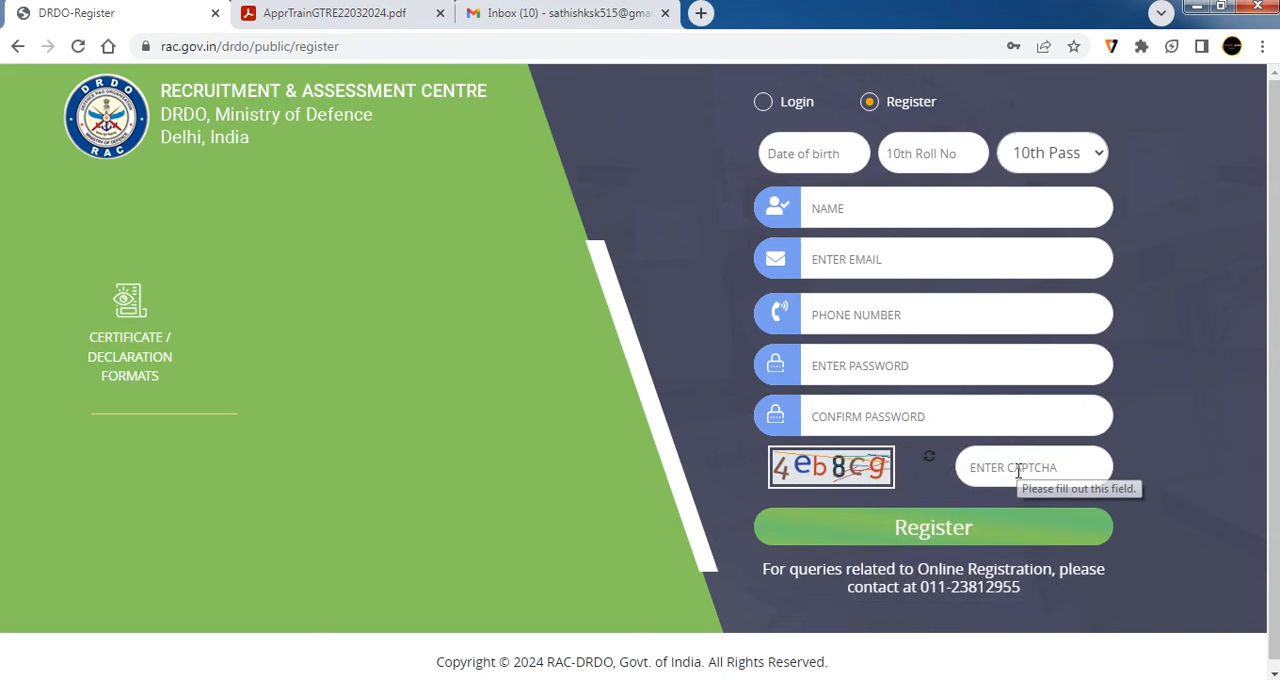 DRDO-Register
ApprTrainGTRE22032024.pdf
Inbox (10) - sathishksk515@gma
rac.gov.in/drdo/public/register
DRDO
RAC
RECRUITMENT & ASSESSMENT CENTRE
DRDO, Ministry of Defence
Delhi, India
CERTIFICATE /
DECLARATION
FORMATS
Login
Register
Date of birth
10th Roll No
10th Pass
NAME
ENTER EMAIL
PHONE NUMBER
ENTER PASSWORD
CONFIRM PASSWORD
4eb8cg
ENTER CAPTCHA
Please fill out this field.
Register
For queries related to Online Registration, please
contact at 011-23812955
Copyright © 2024 RAC-DRDO, Govt. of India. All Rights Reserved.